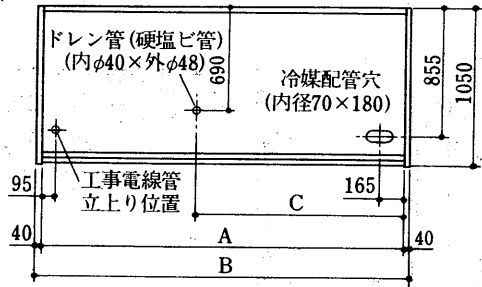 ドレン管(硬塩ビ管)
(内φ40×外φ48)
690
冷媒配管穴
(内径70×180)
855
1050
95
工事電線管
立上り位置
165
C
40
A
40
B